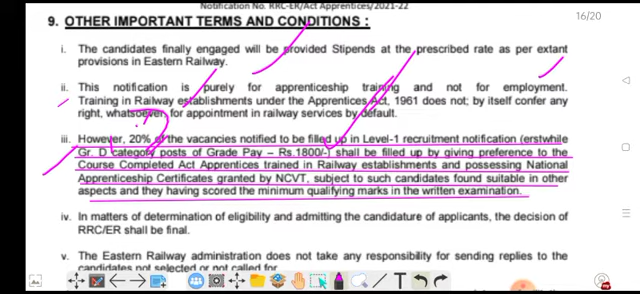 Notification No. RRC-ER/Act Apprentices/2021-22
16/20
9. OTHER IMPORTANT TERMS AND CONDITIONS :
i. The candidates finally engaged will be provided Stipends at the prescribed rate as per extant
provisions in Eastern Railway.
ii. This notification is purely for apprenticeship training and not for employment.
Training in Railway establishments under the Apprentices Act, 1961 does not; by itself confer any
right, whatsoever, for appointment in railway services by default.
iii. However, 20% of the vacancies notified to be filled up in Level-1 recruitment notification (erstwhile
Gr. D category posts of Grade Pay – Rs.1800/-) shall be filled up by giving preference to the
Course Completed Act Apprentices trained in Railway establishments and possessing National
Apprenticeship Certificates granted by NCVT, subject to such candidates found suitable in other
aspects and they having scored the minimum qualifying marks in the written examination.
iv. In matters of determination of eligibility and admitting the candidature of applicants, the decision of
RRC/ER shall be final.
v. The Eastern Railway administration does not take any responsibility for sending replies to the
candidates not selected or not called for.